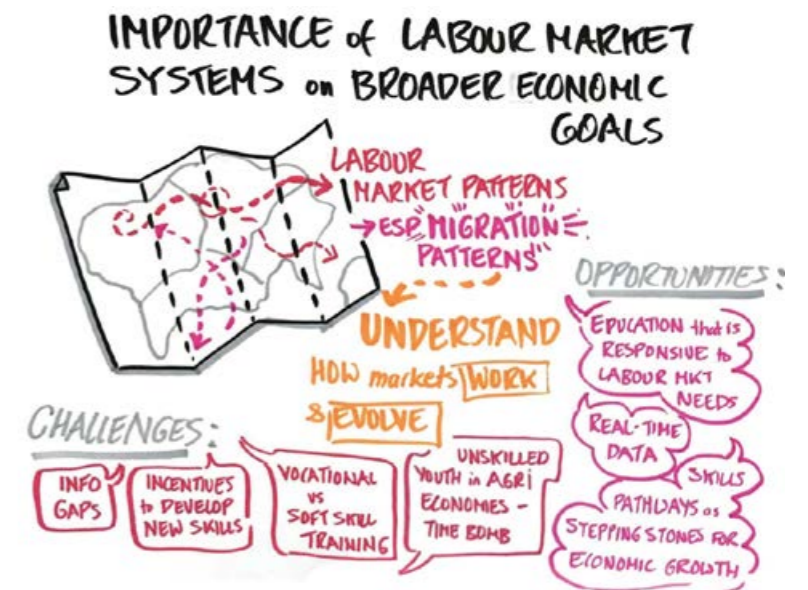 IMPORTANCE of LABOUR MARKET
SYSTEMS on BROADER ECONOMIC
GOALS
LABOUR
MARKET PATTERNS
→ ESP. "MIGRATION"
PATTERNS
UNDERSTAND
HOW markets WORK
& EVOLVE
CHALLENGES:
INFO
GAPS
INCENTIVES
to DEVELOP
NEW SKILLS
VOCATIONAL
vs
SOFT SKILL
TRAINING
UNSKILLED
YOUTH in AGRI
ECONOMIES -
TIME BOMB
OPPORTUNITIES:
EDUCATION that is
RESPONSIVE to
LABOUR MKT
NEEDS
REAL-TIME
DATA
SKILLS
PATHWAYS as
STEPPING STONES FOR
ECONOMIC GROWTH